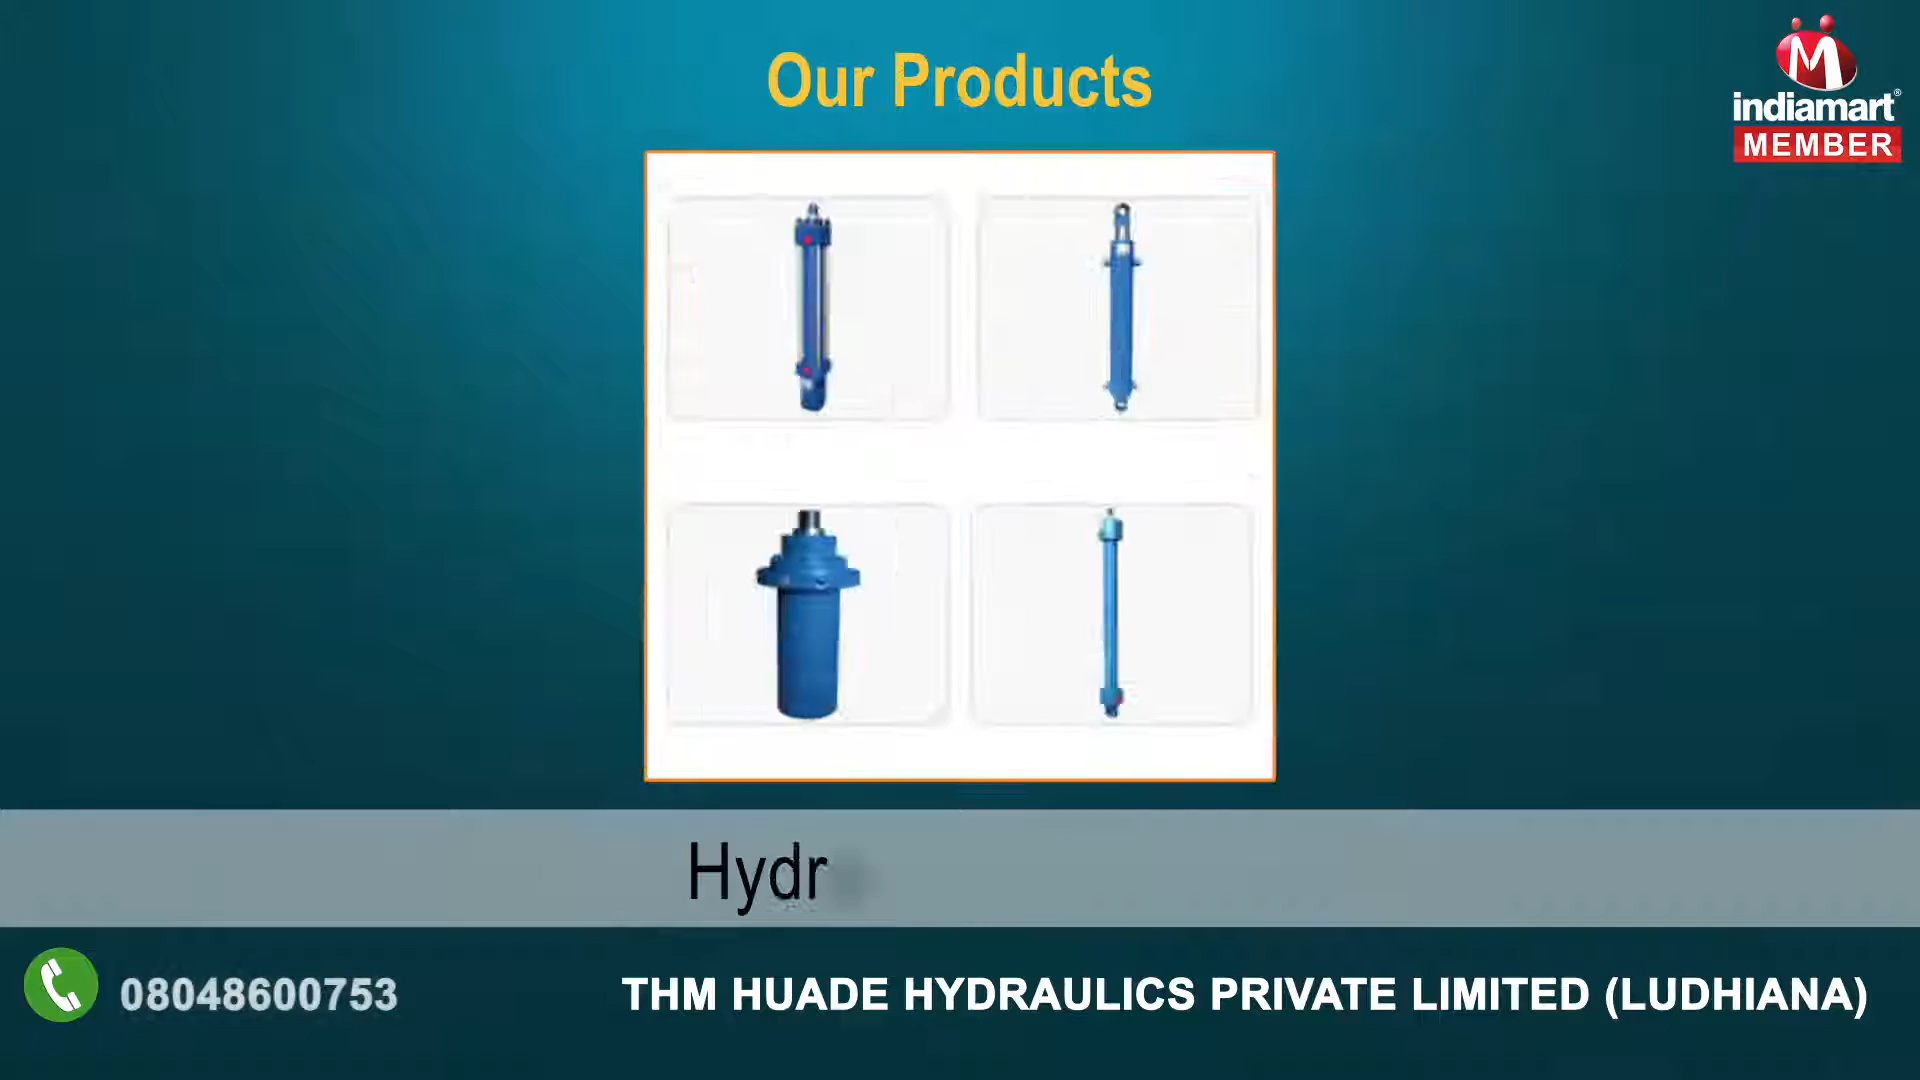 Our Products
indiamart®
MEMBER
Hydr
08048600753
THM HUADE HYDRAULICS PRIVATE LIMITED (LUDHIANA)